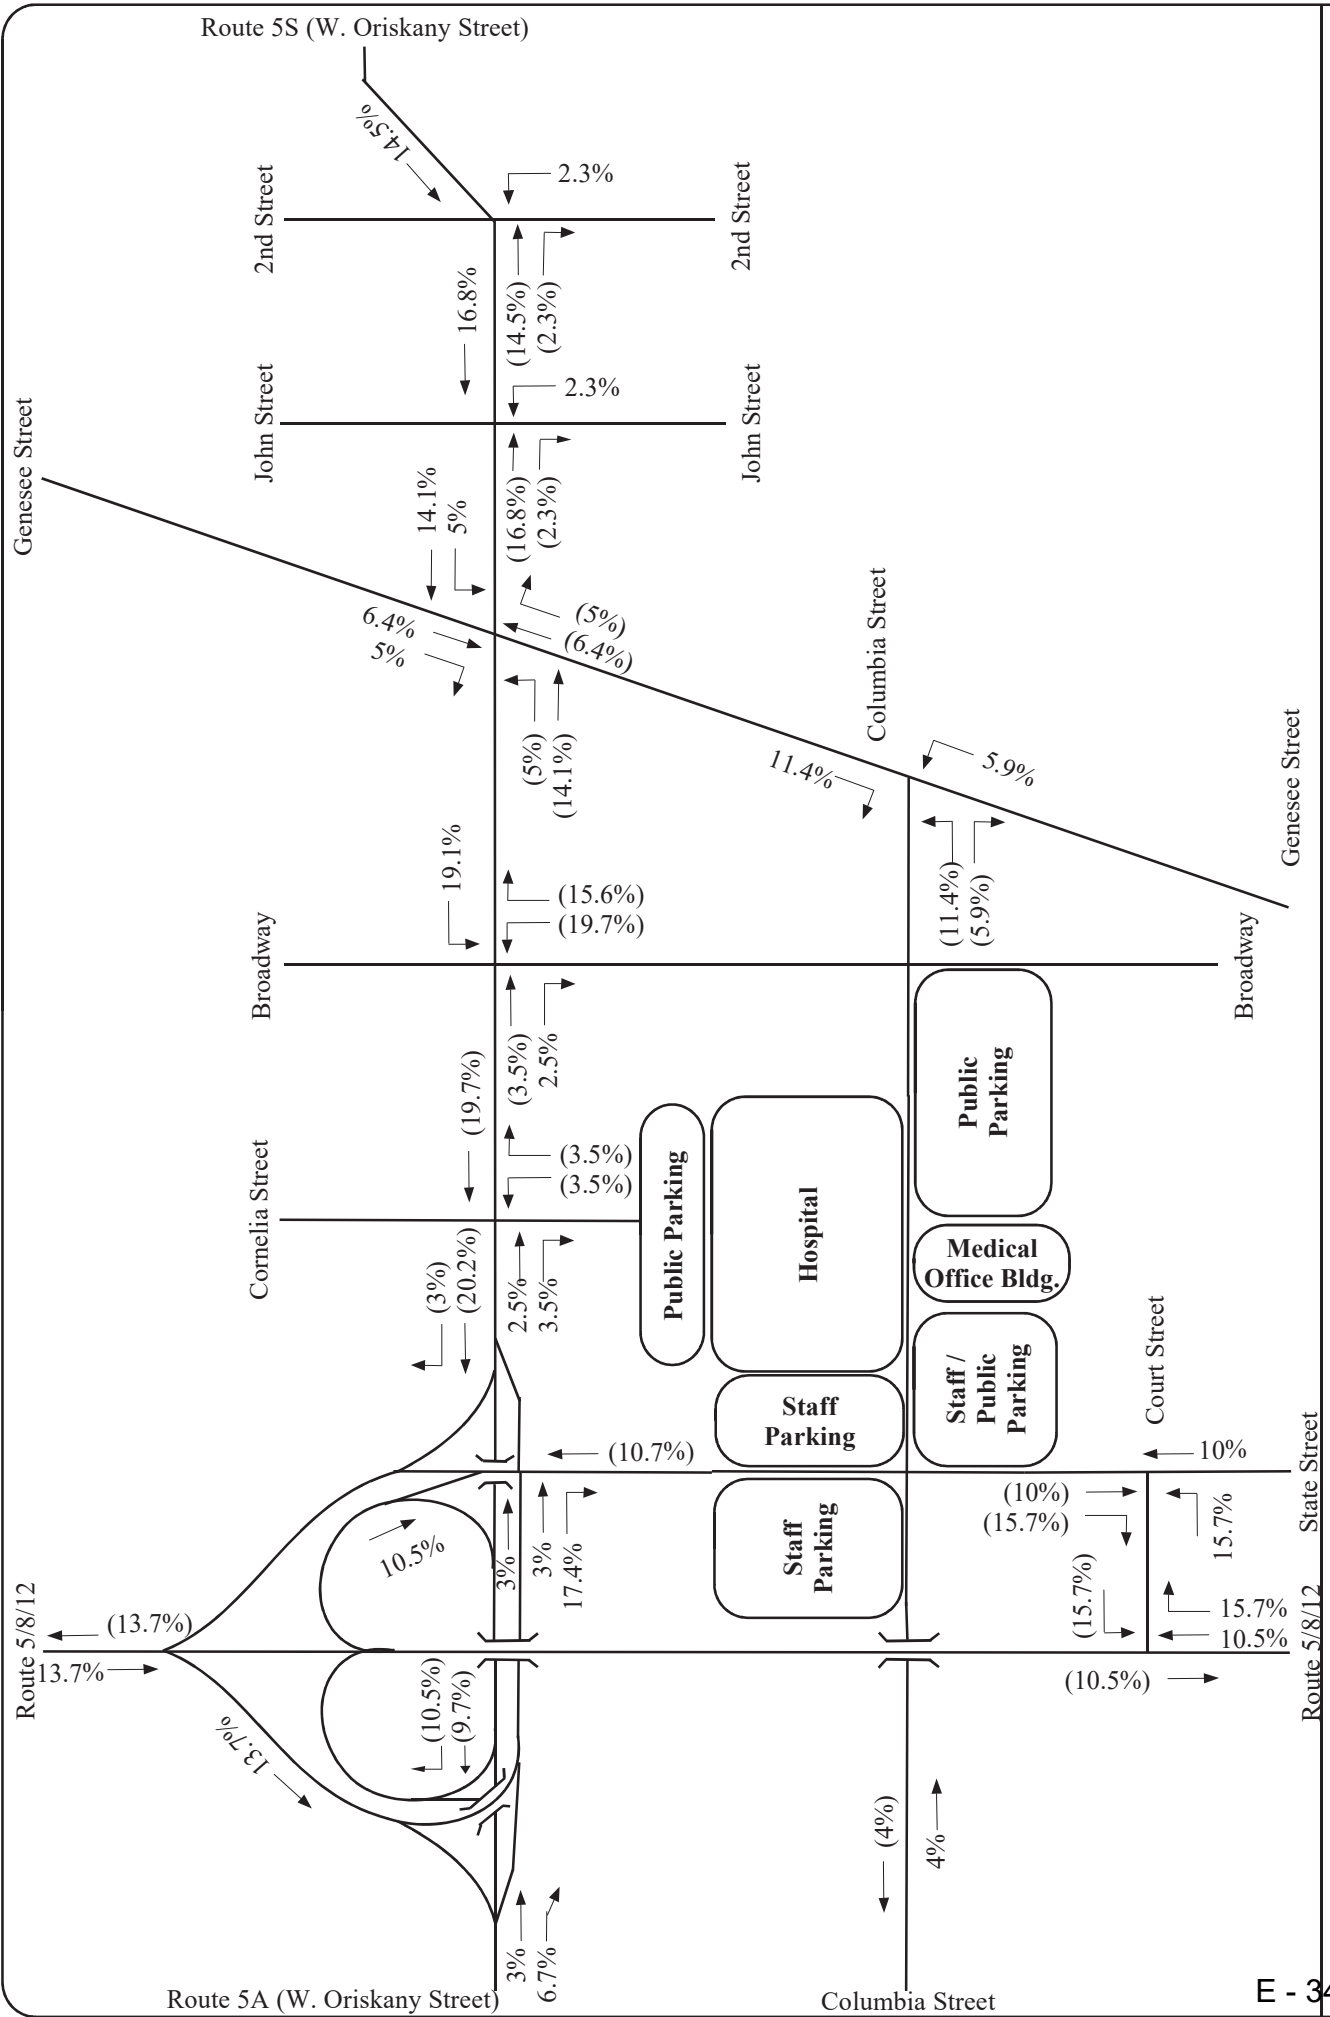 Route 5S (W. Oriskany Street)
14.5%
2.3%
2nd Street
2nd Street
16.8%
(14.5%)
(2.3%)
2.3%
John Street
John Street
Genesee Street
14.1%
5%
(16.8%)
(2.3%)
6.4%
5%
(5%)
(6.4%)
(5%)
(14.1%)
Columbia Street
11.4%
5.9%
Genesee Street
19.1%
(15.6%)
(19.7%)
(11.4%)
(5.9%)
Broadway
Broadway
(19.7%)
(3.5%)
2.5%
(3.5%)
(3.5%)
Cornelia Street
(3%)
(20.2%)
2.5%
3.5%
Public Parking
Hospital
Public
Parking
Medical
Office Bldg.
Staff
Parking
Staff /
Public
Parking
Court Street
(10.7%)
10%
State Street
10.5%
3%
3%
17.4%
Staff
Parking
(10%)
(15.7%)
15.7%
(15.7%)
15.7%
10.5%
Route 5/8/12
(13.7%)
13.7%
(10.5%)
Route 5/8/12
13.7%
(10.5%)
(9.7%)
(4%)
4%
3%
6.7%
Route 5A (W. Oriskany Street)
Columbia Street
E - 34